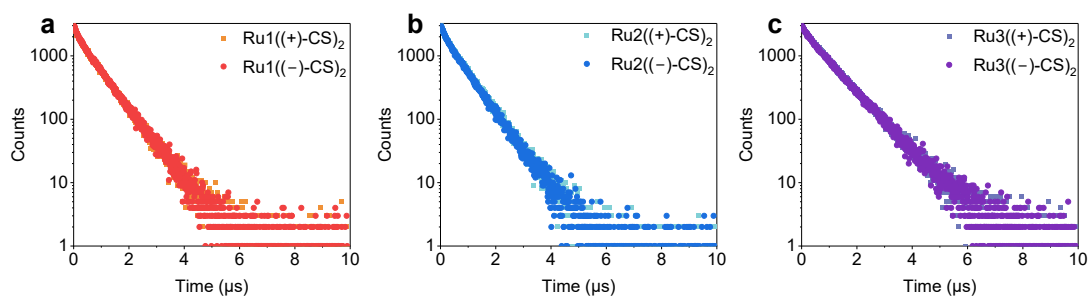 a
Ru1((+)-CS)₂
Ru1((−)-CS)₂
Counts
1000
100
10
1
0 2 4 6 8 10
Time (µs)
b
Ru2((+)-CS)₂
Ru2((−)-CS)₂
Counts
1000
100
10
1
0 2 4 6 8 10
Time (µs)
c
Ru3((+)-CS)₂
Ru3((−)-CS)₂
Counts
1000
100
10
1
0 2 4 6 8 10
Time (µs)